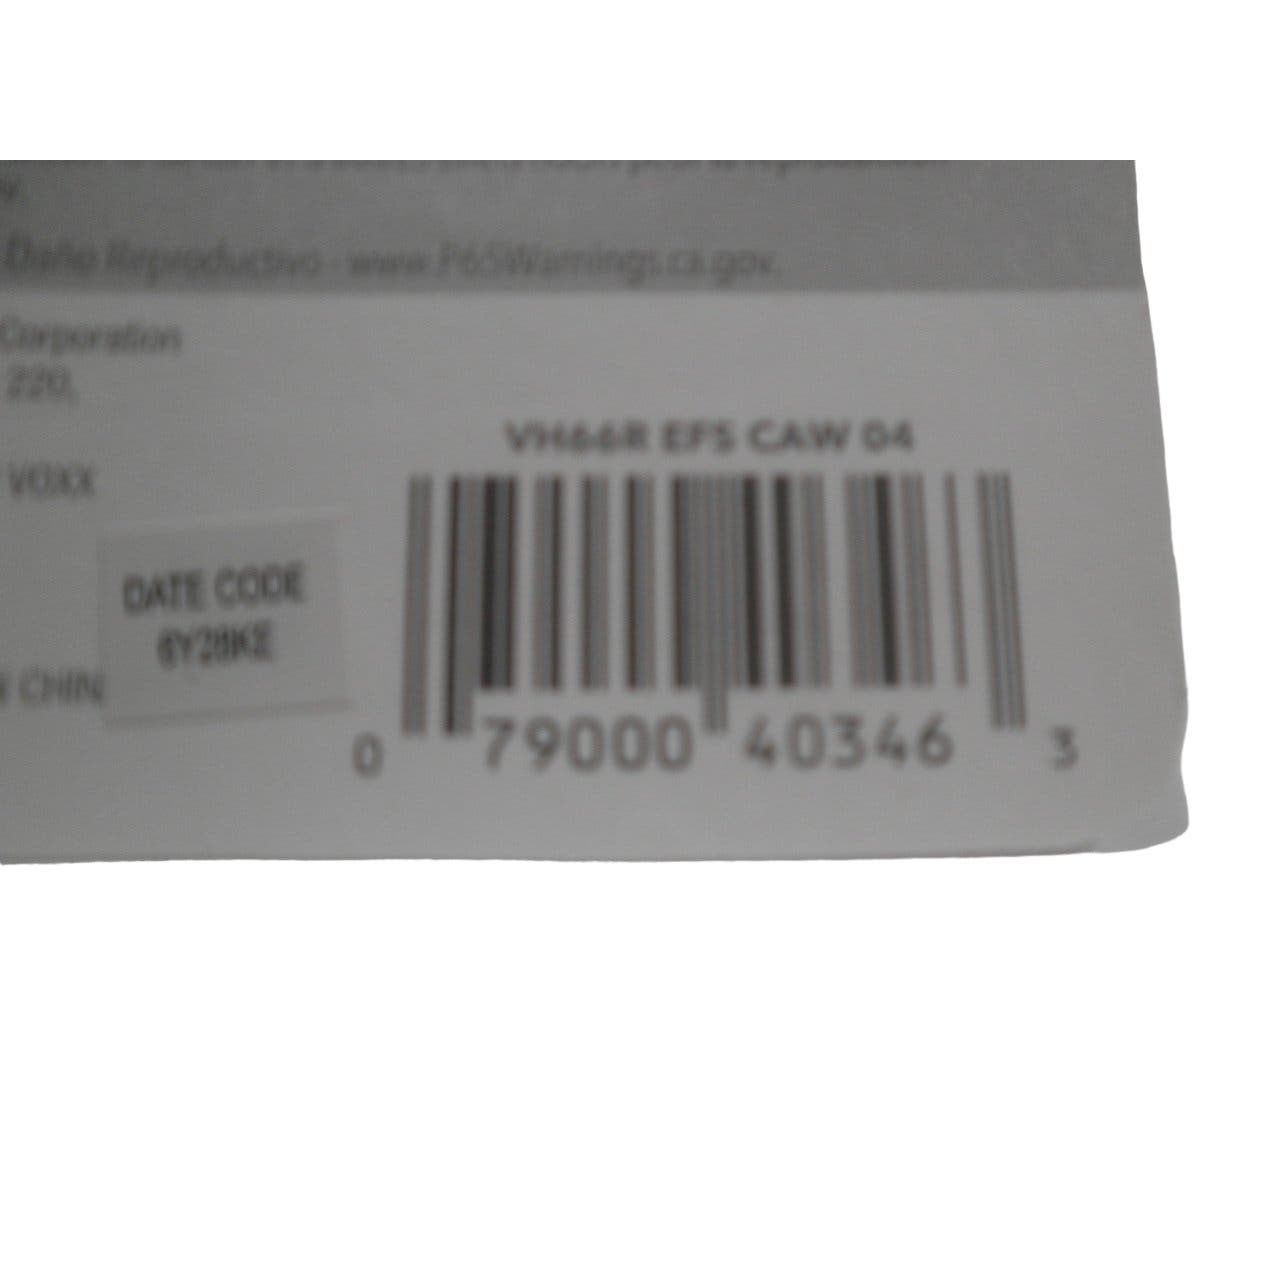 Daño Reproductivo - www.P65Warnings.ca.gov.
Corporation
220,
VOXX
VH66R EFS CAW 04
DATE CODE
6Y28KE
CHIN
0 79000 40346 3